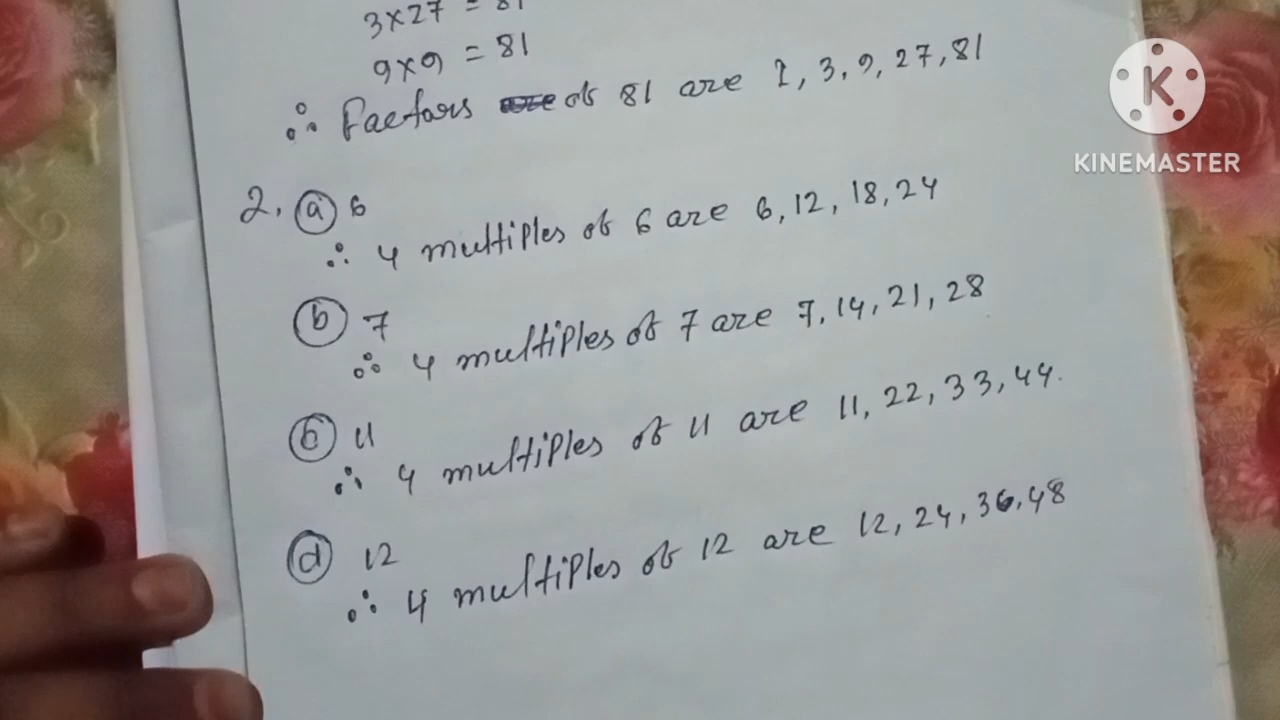 3×27 = 81
9×9 = 81
∴ Factors of 81 are 1, 3, 9, 27, 81
2. (a) 6
∴ 4 multiples of 6 are 6, 12, 18, 24
(b) 7
∴ 4 multiples of 7 are 7, 14, 21, 28
(b) 11
∴ 4 multiples of 11 are 11, 22, 33, 44.
(d) 12
∴ 4 multiples of 12 are 12, 24, 36, 48
K
KINEMASTER